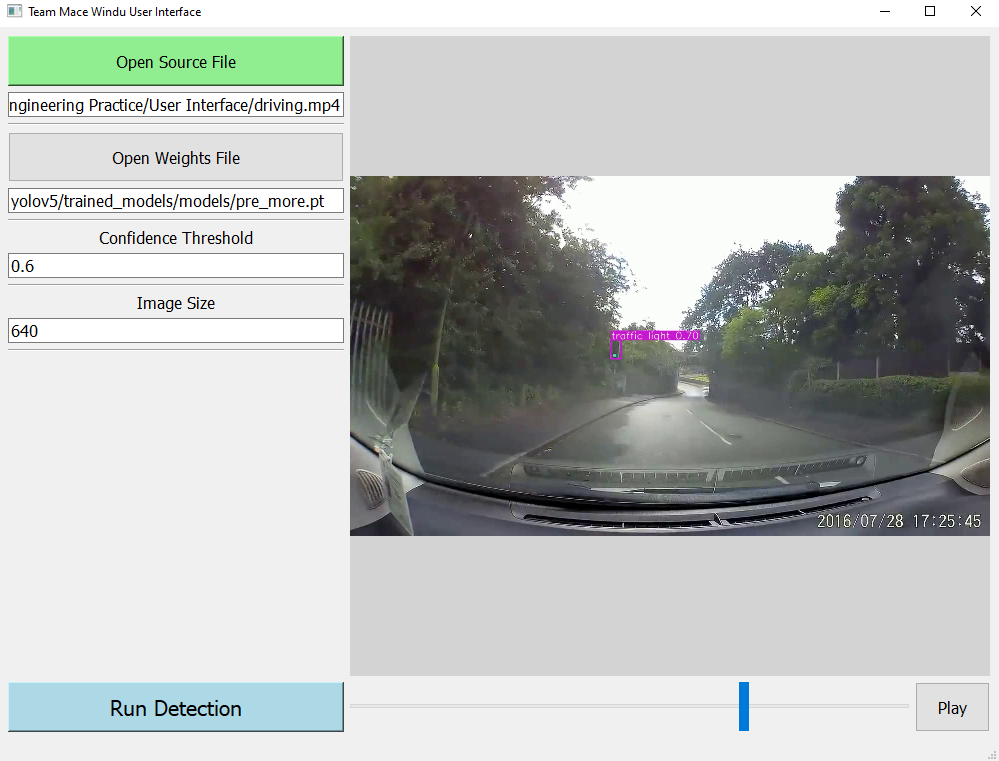 Team Mace Windu User Interface
Open Source File
ngineering Practice/User Interface/driving.mp4
Open Weights File
yolov5/trained_models/models/pre_more.pt
Confidence Threshold
0.6
Image Size
640
traffic light 0.70
2016/07/28 17:25:45
Run Detection
Play